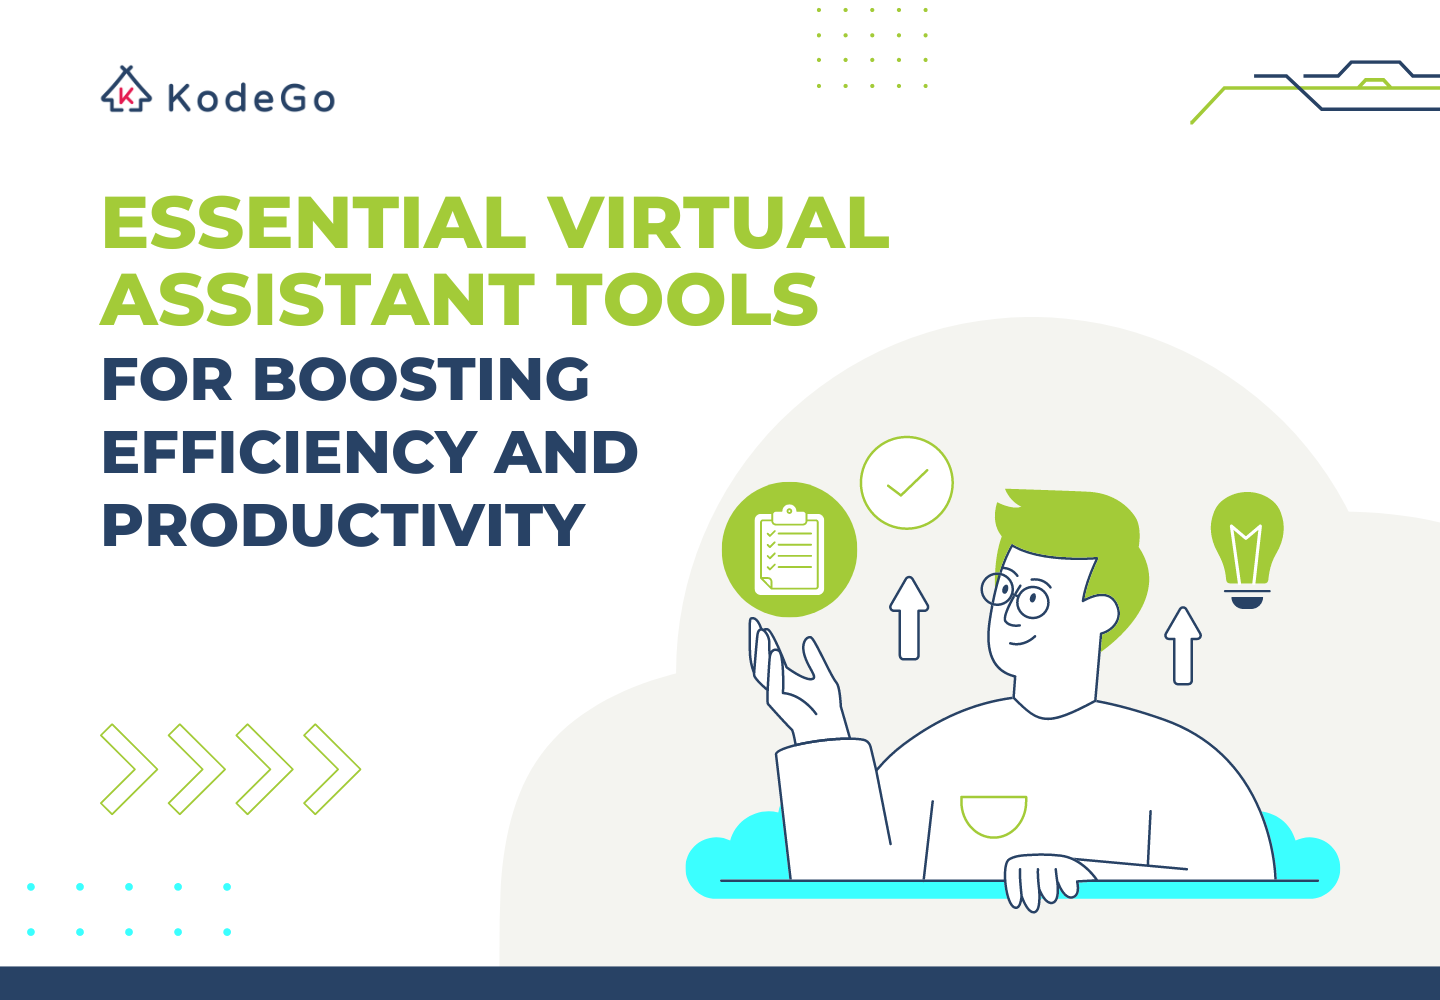 K
KodeGo
ESSENTIAL VIRTUAL
ASSISTANT TOOLS
FOR BOOSTING
EFFICIENCY AND
PRODUCTIVITY